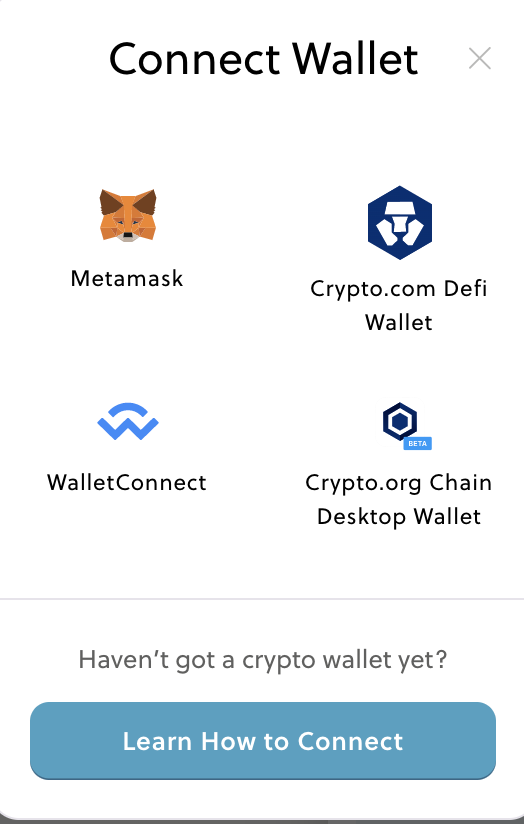 Connect Wallet
Metamask
Crypto.com Defi
Wallet
WalletConnect
BETA
Crypto.org Chain
Desktop Wallet
Haven’t got a crypto wallet yet?
Learn How to Connect